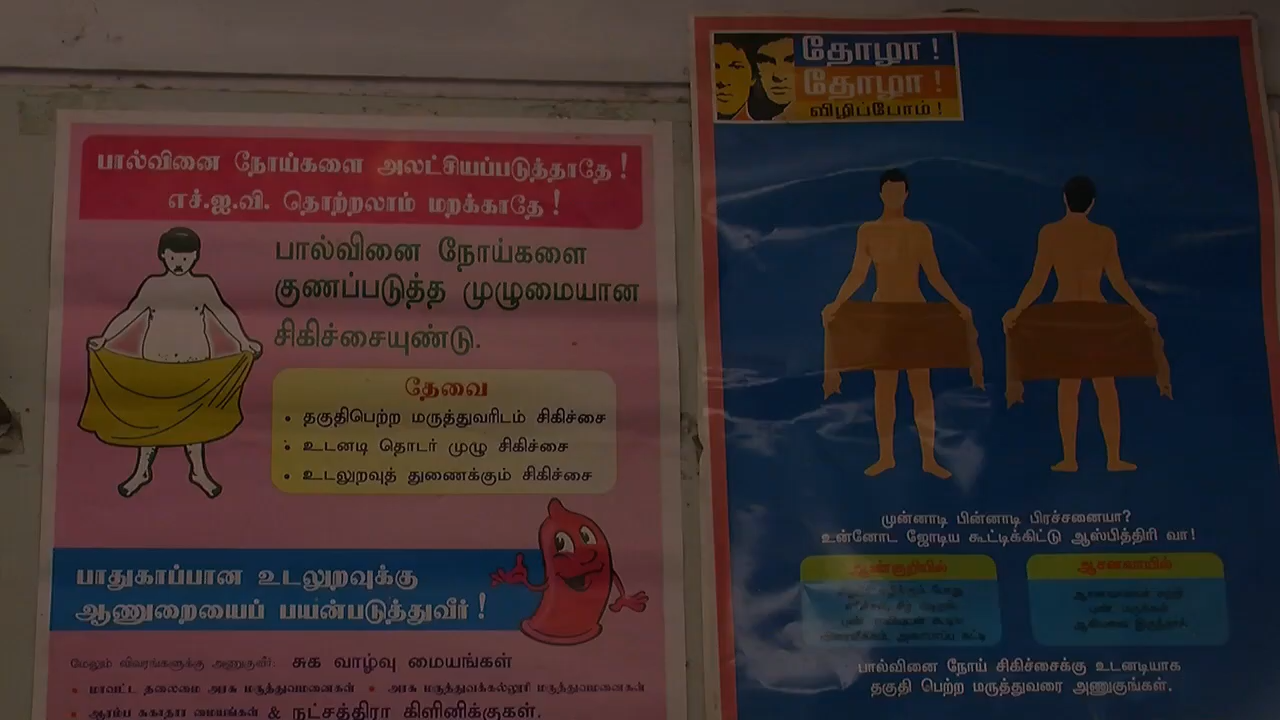 பால்வினை நோய்களை அலட்சியப்படுத்தாதே !
எச்.ஐ.வி. தொற்றலாம் மறக்காதே !
பால்வினை நோய்களை
குணப்படுத்த முழுமையான
சிகிச்சையுண்டு.
தேவை
• தகுதிபெற்ற மருத்துவரிடம் சிகிச்சை
• உடனடி தொடர் முழு சிகிச்சை
• உடலுறவுத் துணைக்கும் சிகிச்சை
பாதுகாப்பான உடலுறவுக்கு
ஆணுறையைப் பயன்படுத்துவீர் !
மேலும் விவரங்களுக்கு அணுகுவீர்: சுக வாழ்வு மையங்கள்
• மாவட்ட தலைமை அரசு மருத்துவமனைகள் • அரசு மருத்துவக்கல்லூரி மருத்துவமனைகள்
• ஆரம்ப சுகாதார மையங்கள் & நட்சத்திரா கிளினிக்குகள்.
தோழா !
தோழா !
விழிப்போம் !
முன்னாடி பின்னாடி பிரச்சனையா?
உன்னோட ஜோடிய கூட்டிக்கிட்டு ஆஸ்பித்திரி வா !
ஆண்குறியில்
ஆசனவாயில்
பால்வினை நோய் சிகிச்சைக்கு உடனடியாக
தகுதி பெற்ற மருத்துவரை அணுகுங்கள்.